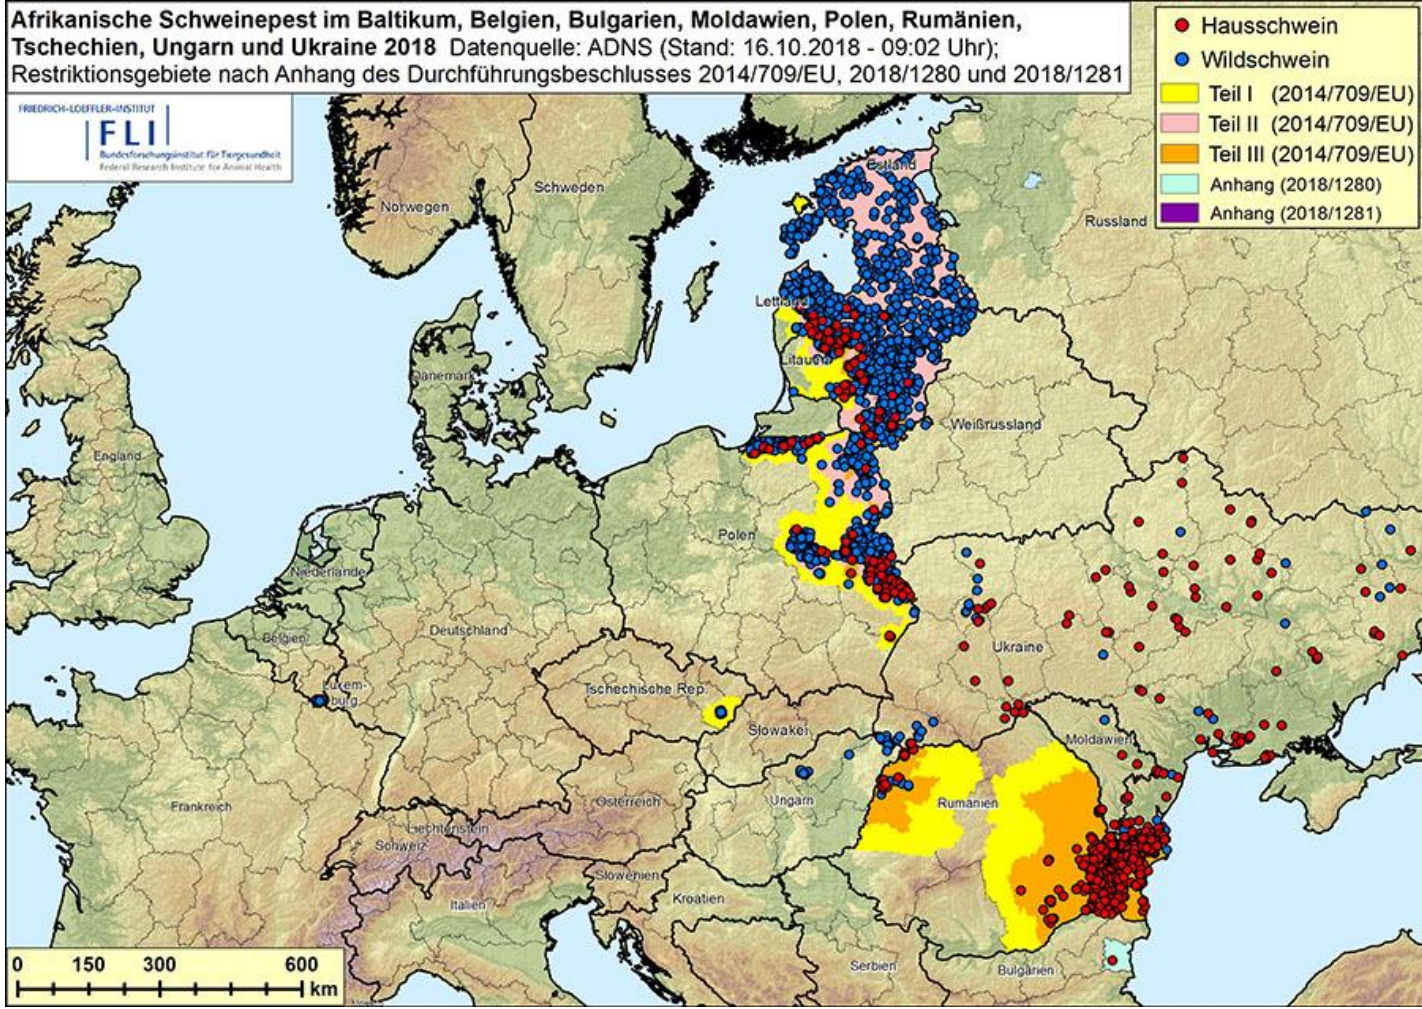 Afrikanische Schweinepest im Baltikum, Belgien, Bulgarien, Moldawien, Polen, Rumänien,
Tschechien, Ungarn und Ukraine 2018 Datenquelle: ADNS (Stand: 16.10.2018 - 09:02 Uhr);
Restriktionsgebiete nach Anhang des Durchführungsbeschlusses 2014/709/EU, 2018/1280 und 2018/1281
FRIEDRICH-LOEFFLER-INSTITUT
FLI
Bundesforschungsinstitut für Tiergesundheit
Federal Research Institute for Animal Health
Hausschwein
Wildschwein
Teil I (2014/709/EU)
Teil II (2014/709/EU)
Teil III (2014/709/EU)
Anhang (2018/1280)
Anhang (2018/1281)
Estland
Schweden
Norwegen
Russland
Lettland
Litauen
Dänemark
Weißrussland
England
Polen
Niederlande
Belgien
Deutschland
Ukraine
Luxem-
burg
Tschechische Rep.
Slowakei
Moldawien
Frankreich
Österreich
Ungarn
Rumänien
Liechtenstein
Schweiz
Slowenien
Kroatien
Italien
Serbien
Bulgarien
0 150 300 600
km